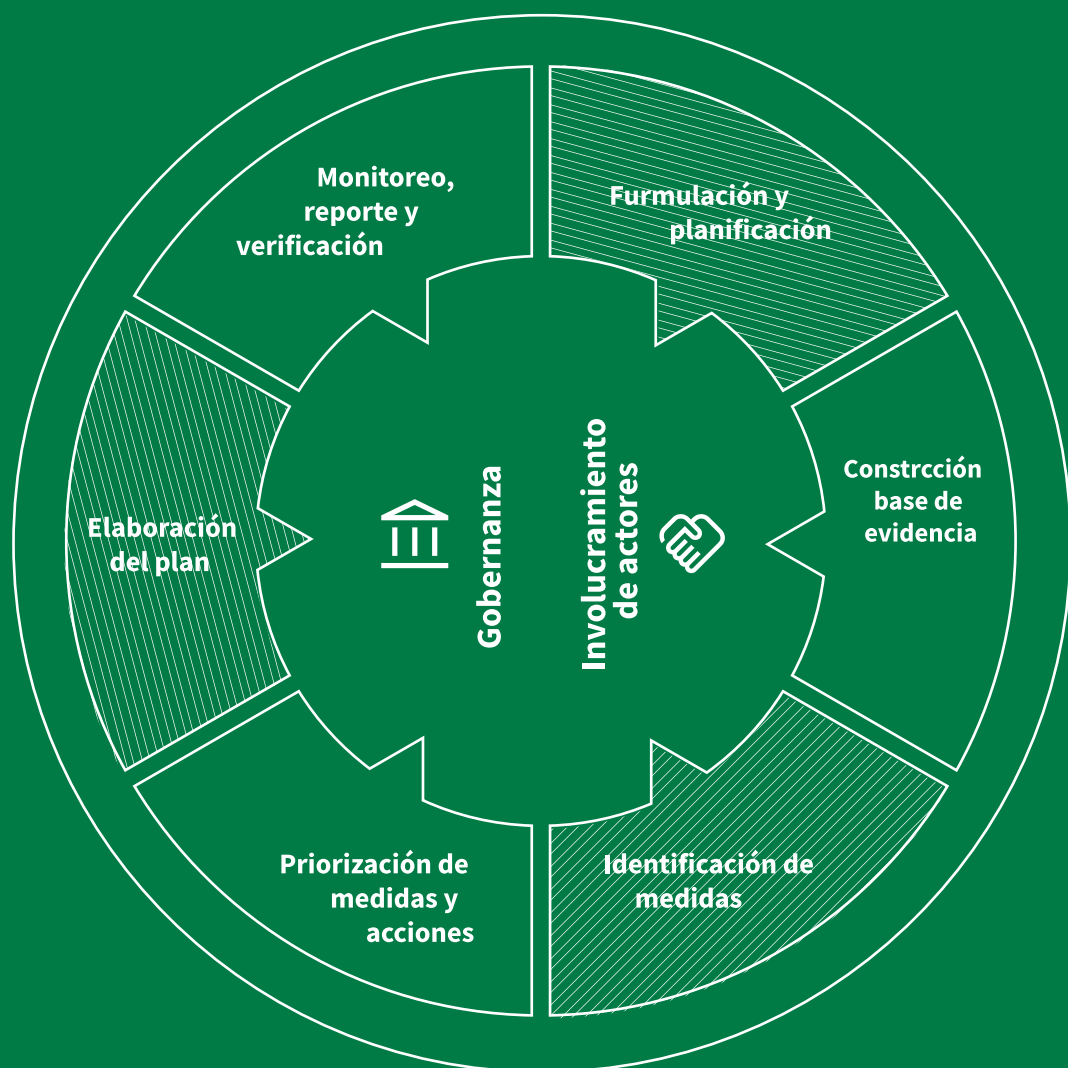 Monitoreo,
reporte y
verificación
Furmulación y
planificación
Constrcción
base de
evidencia
Identificación de
medidas
Priorización de
medidas y
acciones
Elaboración
del plan
Gobernanza
Involucramiento
de actores